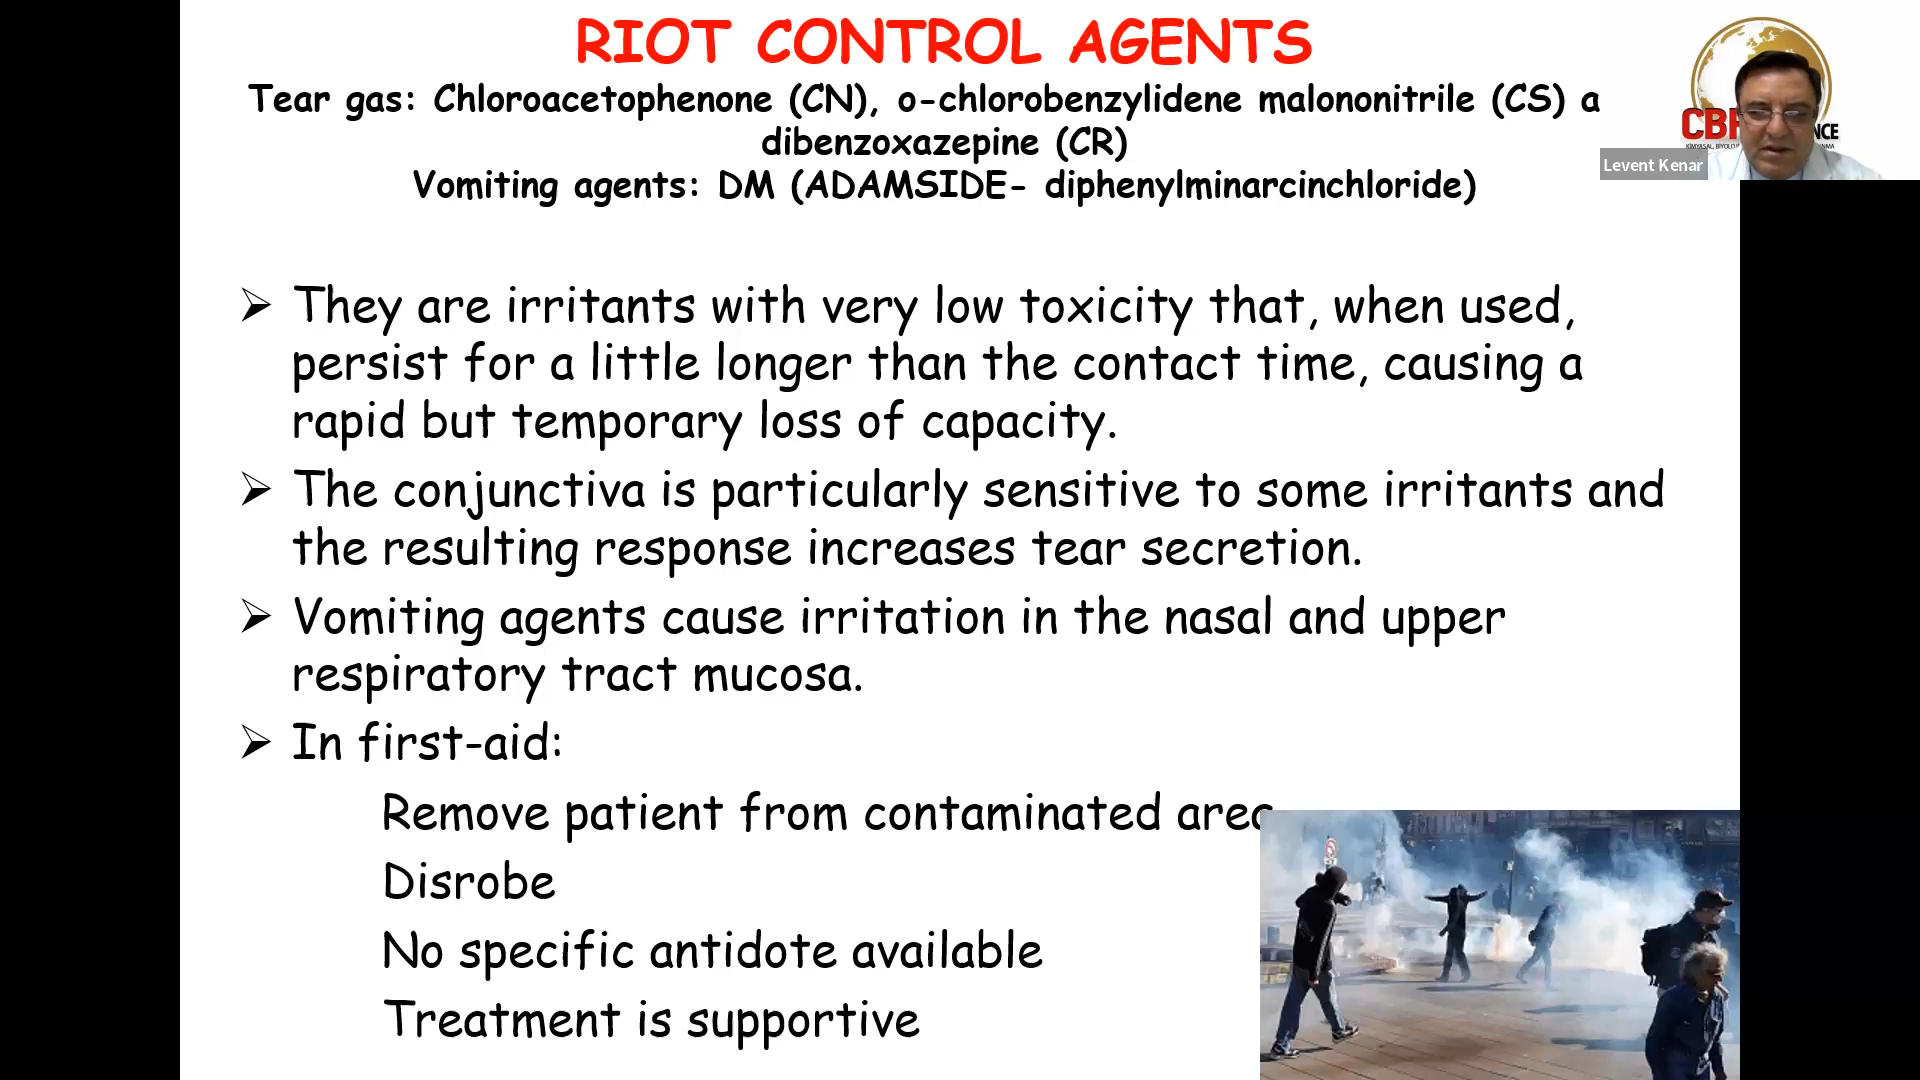 RIOT CONTROL AGENTS
Tear gas: Chloroacetophenone (CN), o-chlorobenzylidene malononitrile (CS) a
dibenzoxazepine (CR)
Vomiting agents: DM (ADAMSIDE- diphenylminarcinchloride)
Levent Kenar
➢ They are irritants with very low toxicity that, when used,
persist for a little longer than the contact time, causing a
rapid but temporary loss of capacity.
➢ The conjunctiva is particularly sensitive to some irritants and
the resulting response increases tear secretion.
➢ Vomiting agents cause irritation in the nasal and upper
respiratory tract mucosa.
➢ In first-aid:
Remove patient from contaminated area
Disrobe
No specific antidote available
Treatment is supportive